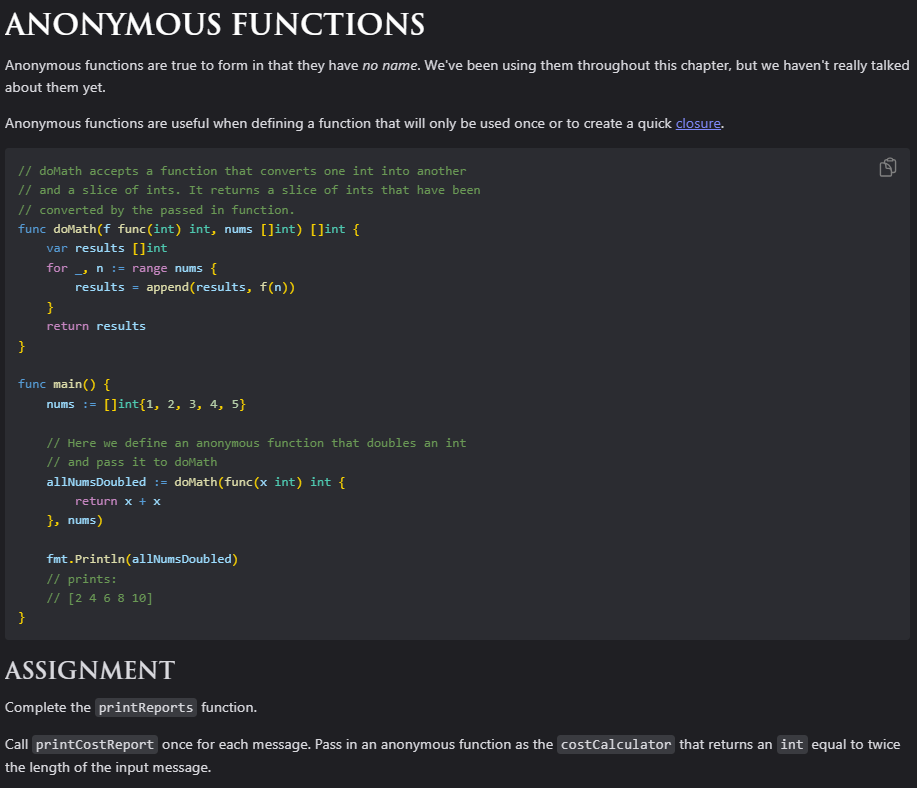 ANONYMOUS FUNCTIONS
Anonymous functions are true to form in that they have no name. We've been using them throughout this chapter, but we haven't really talked
about them yet.
Anonymous functions are useful when defining a function that will only be used once or to create a quick closure.
// doMath accepts a function that converts one int into another
// and a slice of ints. It returns a slice of ints that have been
// converted by the passed in function.
func doMath(f func(int) int, nums []int) []int {
    var results []int
    for _, n := range nums {
        results = append(results, f(n))
    }
    return results
}
func main() {
    nums := []int{1, 2, 3, 4, 5}
    // Here we define an anonymous function that doubles an int
    // and pass it to doMath
    allNumsDoubled := doMath(func(x int) int {
        return x + x
    }, nums)
    fmt.Println(allNumsDoubled)
    // prints:
    // [2 4 6 8 10]
}
ASSIGNMENT
Complete the printReports function.
Call printCostReport once for each message. Pass in an anonymous function as the costCalculator that returns an int equal to twice
the length of the input message.